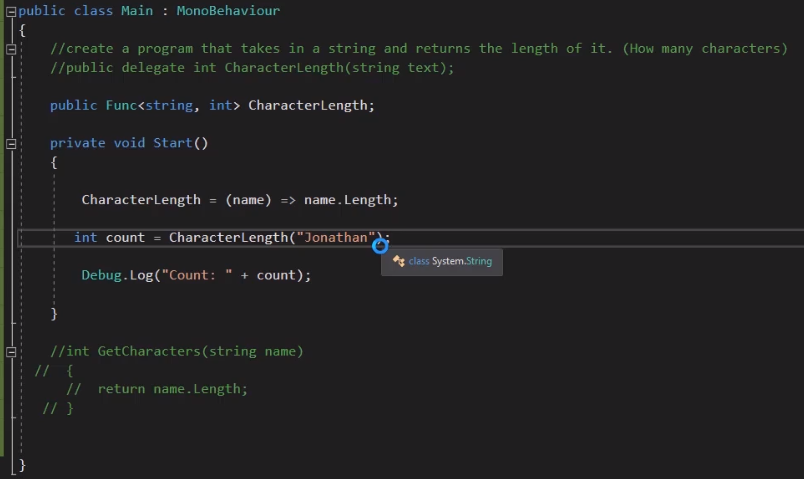 public class Main : MonoBehaviour
{
//create a program that takes in a string and returns the length of it. (How many characters)
//public delegate int CharacterLength(string text);
public Func<string, int> CharacterLength;
private void Start()
{
CharacterLength = (name) => name.Length;
int count = CharacterLength("Jonathan");
class System.String
Debug.Log("Count: " + count);
}
//int GetCharacters(string name)
// {
// return name.Length;
// }
}